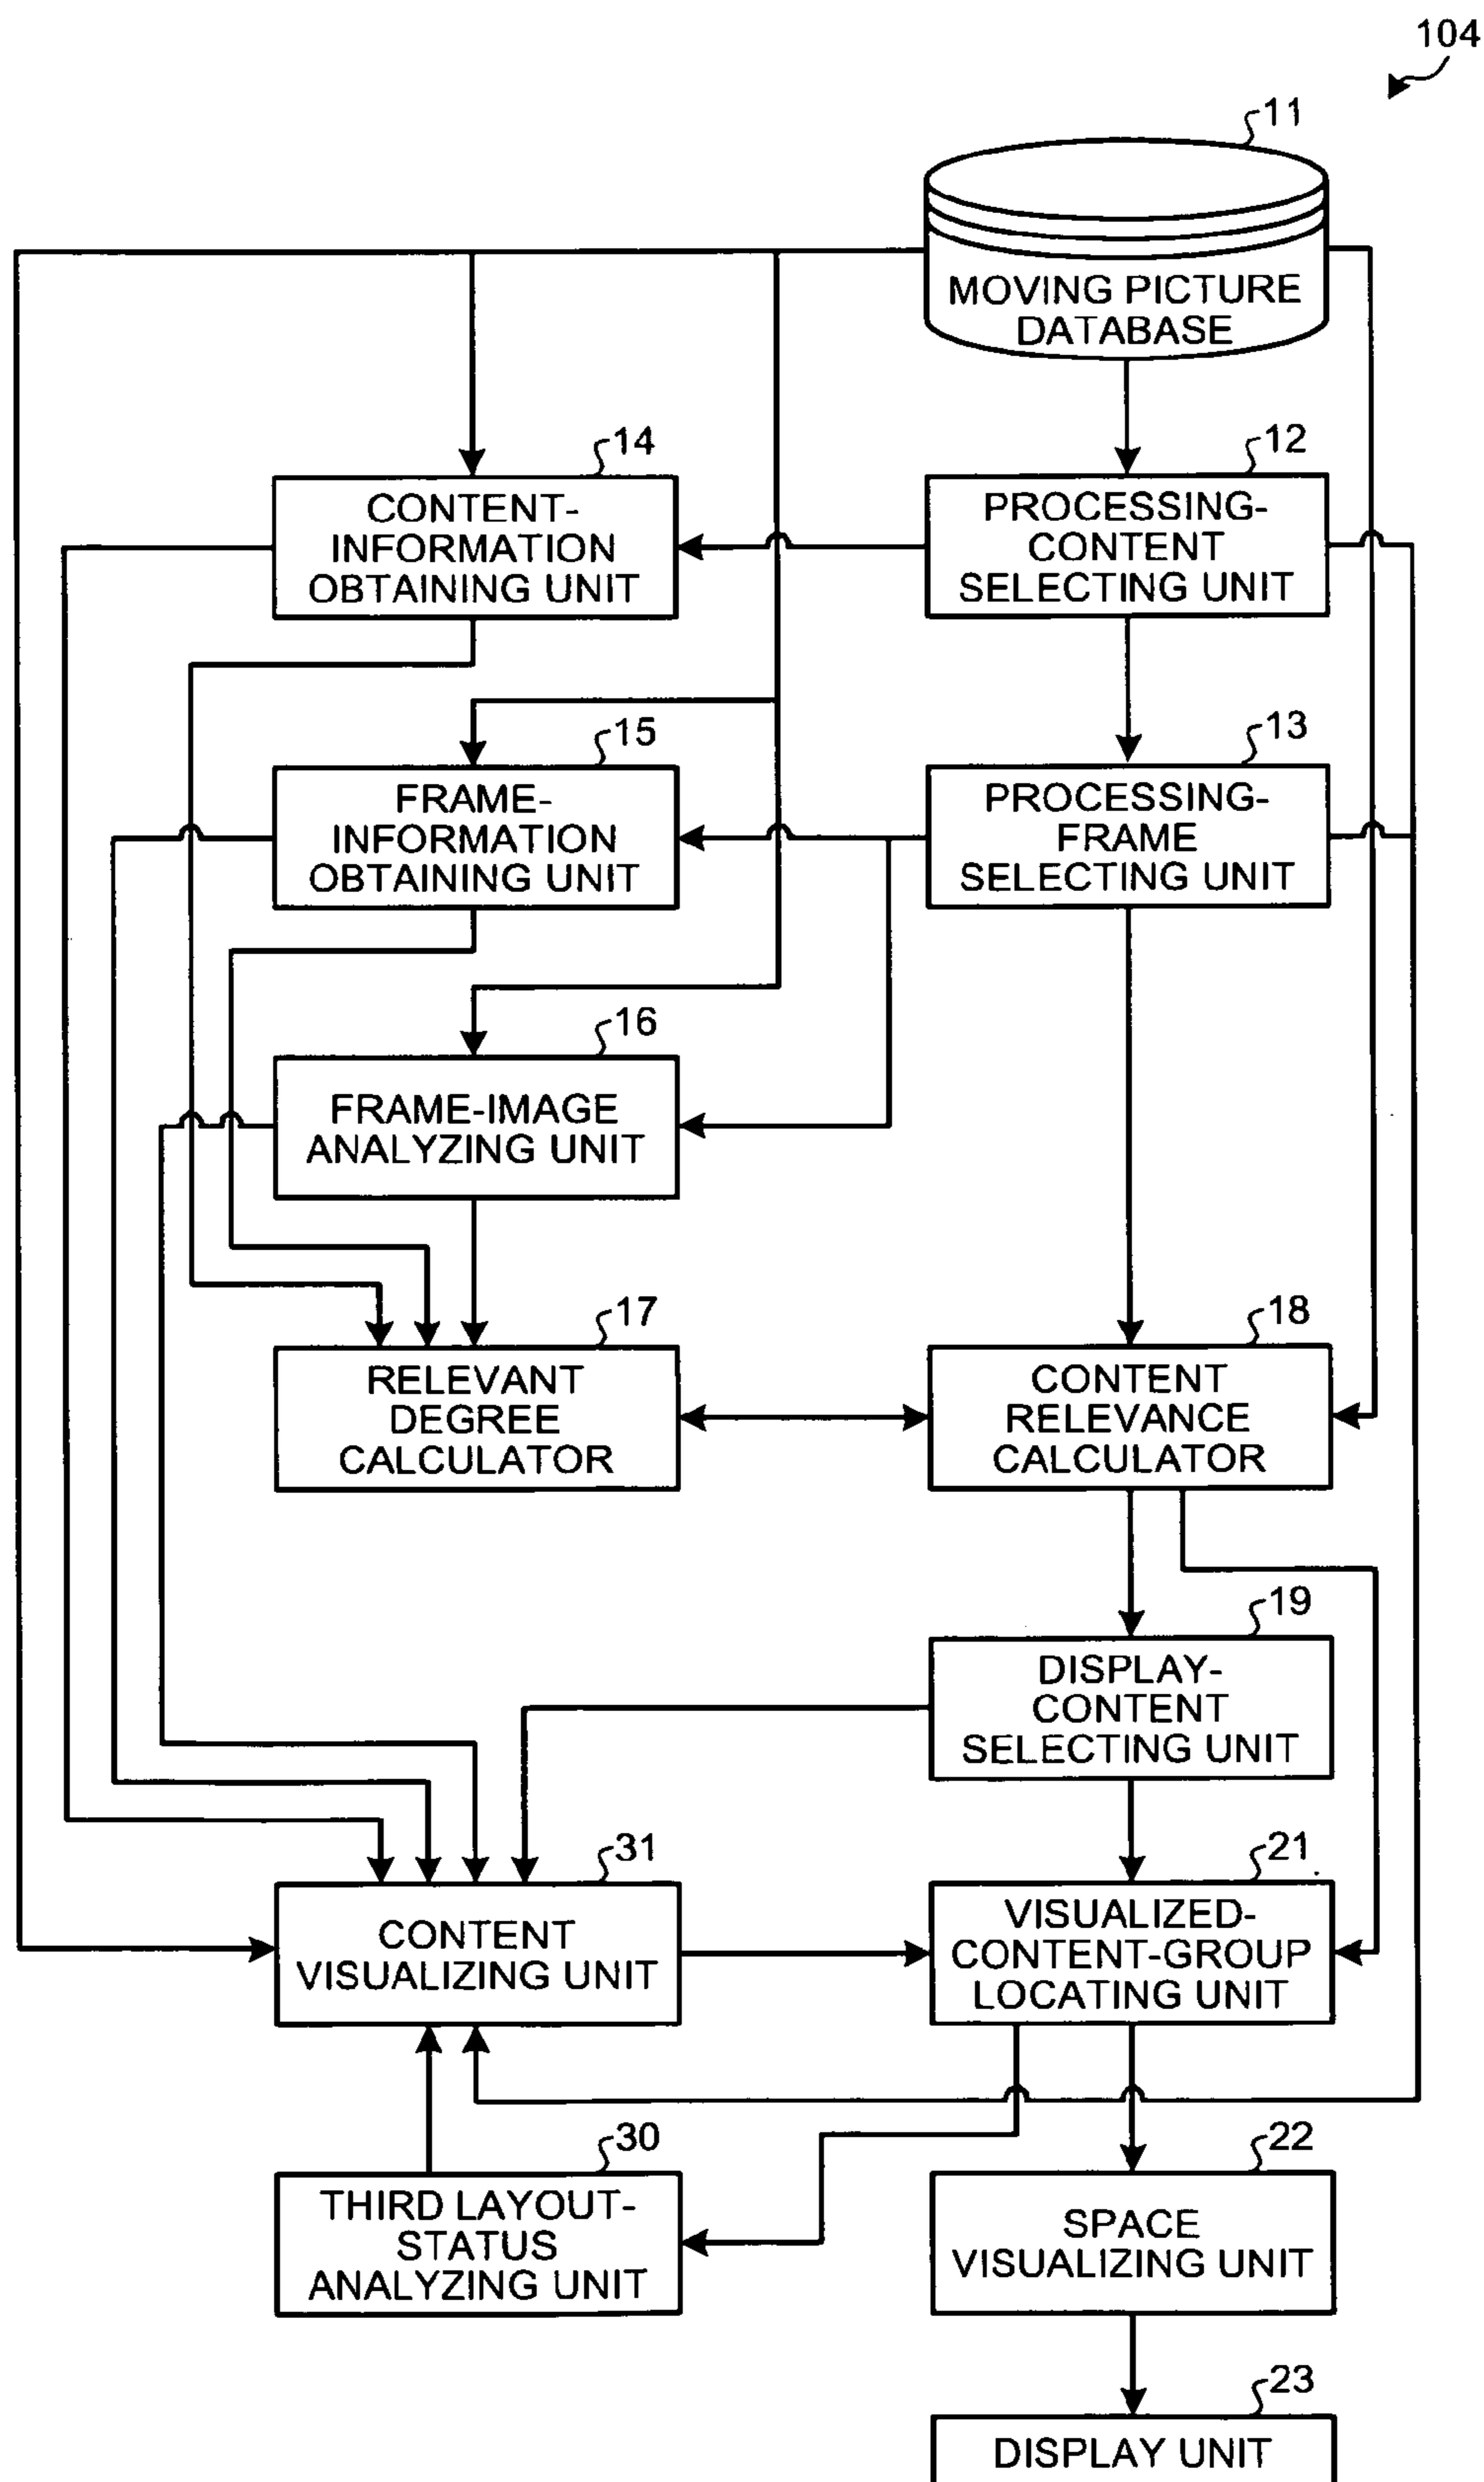 104
11
MOVING PICTURE
DATABASE
14
CONTENT-
INFORMATION
OBTAINING UNIT
12
PROCESSING-
CONTENT
SELECTING UNIT
15
FRAME-
INFORMATION
OBTAINING UNIT
13
PROCESSING-
FRAME
SELECTING UNIT
16
FRAME-IMAGE
ANALYZING UNIT
17
RELEVANT
DEGREE
CALCULATOR
18
CONTENT
RELEVANCE
CALCULATOR
19
DISPLAY-
CONTENT
SELECTING UNIT
31
CONTENT
VISUALIZING UNIT
21
VISUALIZED-
CONTENT-GROUP
LOCATING UNIT
30
THIRD LAYOUT-
STATUS
ANALYZING UNIT
22
SPACE
VISUALIZING UNIT
23
DISPLAY UNIT